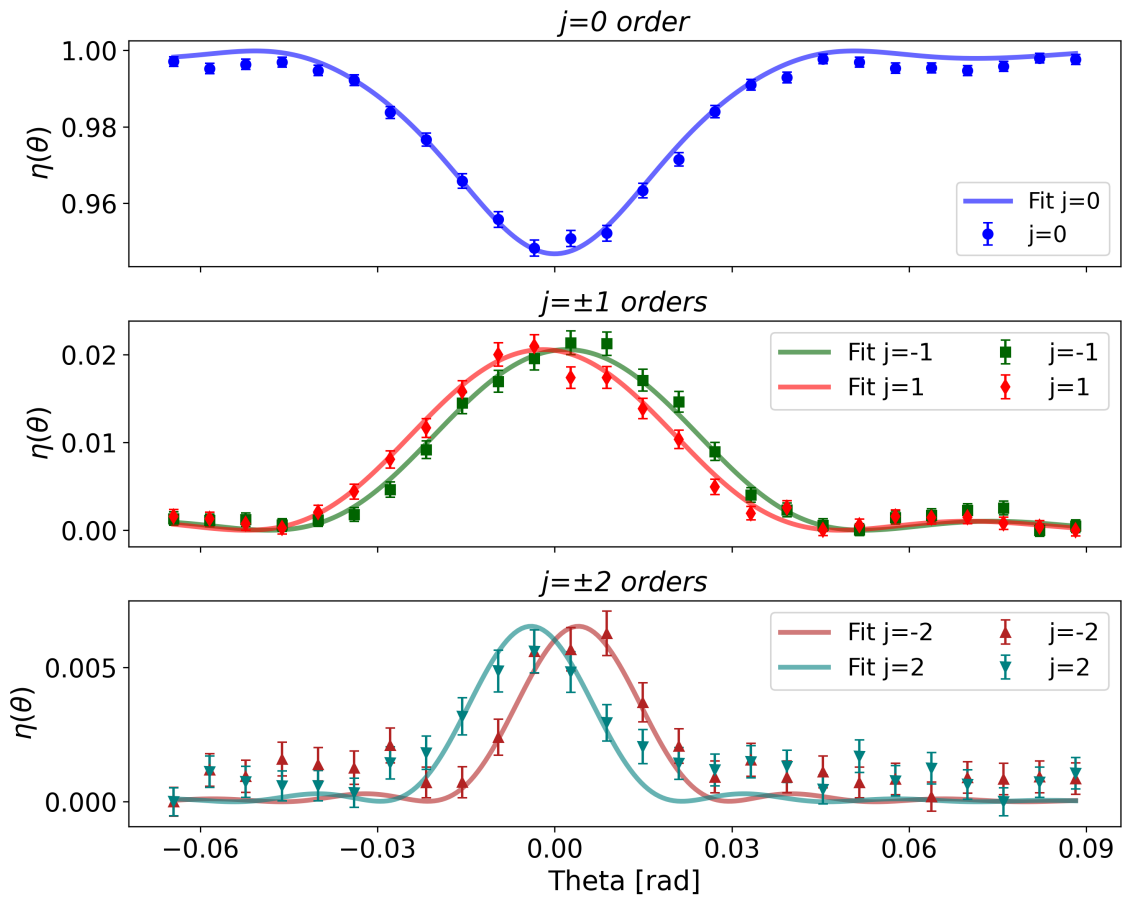 j=0 order
1.00
0.98
0.96
η(θ)
Fit j=0
j=0
j=±1 orders
0.02
0.01
0.00
η(θ)
Fit j=-1
j=-1
Fit j=1
j=1
j=±2 orders
0.005
0.000
η(θ)
Fit j=-2
j=-2
Fit j=2
j=2
−0.06
−0.03
0.00
0.03
0.06
0.09
Theta [rad]